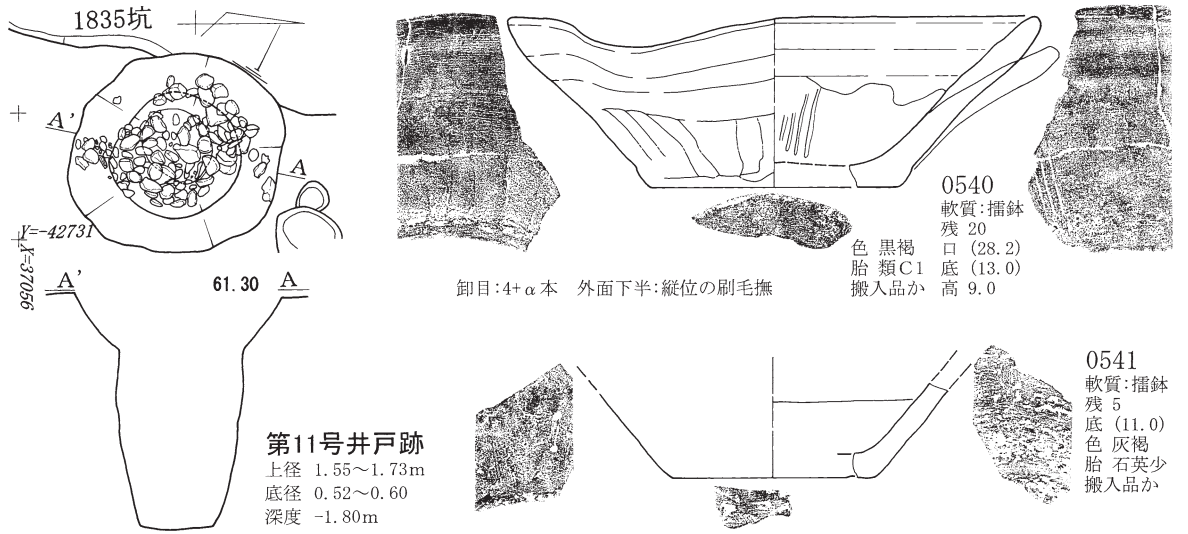 1835坑
A'
A
Y=-42731
X=37056
A'
61.30
A
第11号井戸跡
上径 1.55～1.73m
底径 0.52～0.60
深度 -1.80m
0540
軟質:擂鉢
残 20
色 黒褐 口 (28.2)
胎 類C1 底 (13.0)
搬入品か 高 9.0
卸目:4+α本 外面下半:縦位の刷毛撫
0541
軟質:擂鉢
残 5
底 (11.0)
色 灰褐
胎 石英少
搬入品か